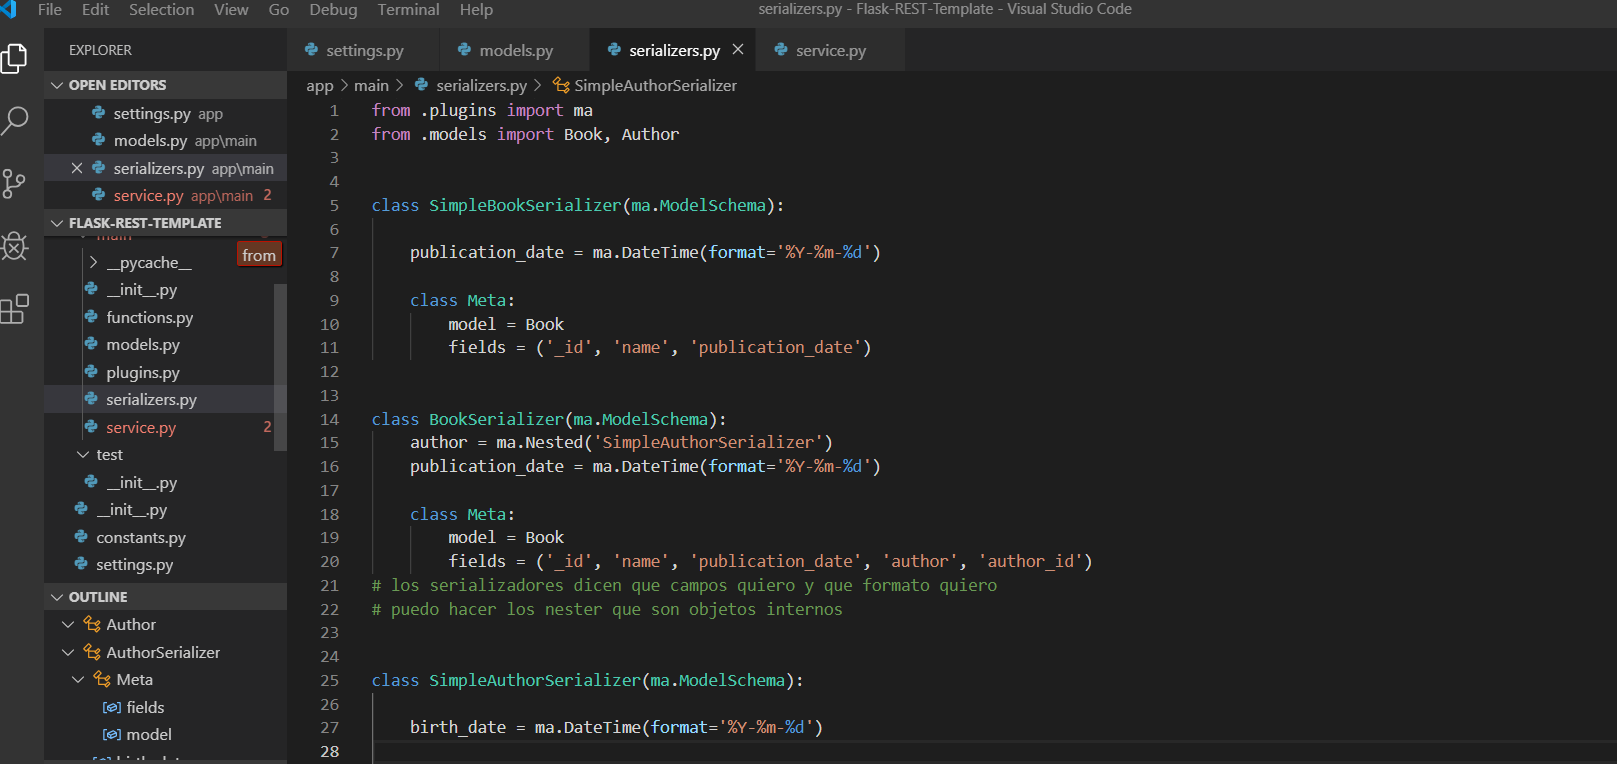 File Edit Selection View Go Debug Terminal Help
serializers.py - Flask-REST-Template - Visual Studio Code
EXPLORER
OPEN EDITORS
settings.py app
models.py app\main
serializers.py app\main
service.py app\main 2
FLASK-REST-TEMPLATE
main
from
__pycache__
__init__.py
functions.py
models.py
plugins.py
serializers.py
service.py 2
test
__init__.py
__init__.py
constants.py
settings.py
OUTLINE
Author
AuthorSerializer
Meta
fields
model
settings.py models.py serializers.py service.py
app > main > serializers.py > SimpleAuthorSerializer
1 from .plugins import ma
2 from .models import Book, Author
3
4
5 class SimpleBookSerializer(ma.ModelSchema):
6
7 publication_date = ma.DateTime(format='%Y-%m-%d')
8
9 class Meta:
10 model = Book
11 fields = ('_id', 'name', 'publication_date')
12
13
14 class BookSerializer(ma.ModelSchema):
15 author = ma.Nested('SimpleAuthorSerializer')
16 publication_date = ma.DateTime(format='%Y-%m-%d')
17
18 class Meta:
19 model = Book
20 fields = ('_id', 'name', 'publication_date', 'author', 'author_id')
21 # los serializadores dicen que campos quiero y que formato quiero
22 # puedo hacer los nester que son objetos internos
23
24
25 class SimpleAuthorSerializer(ma.ModelSchema):
26
27 birth_date = ma.DateTime(format='%Y-%m-%d')
28